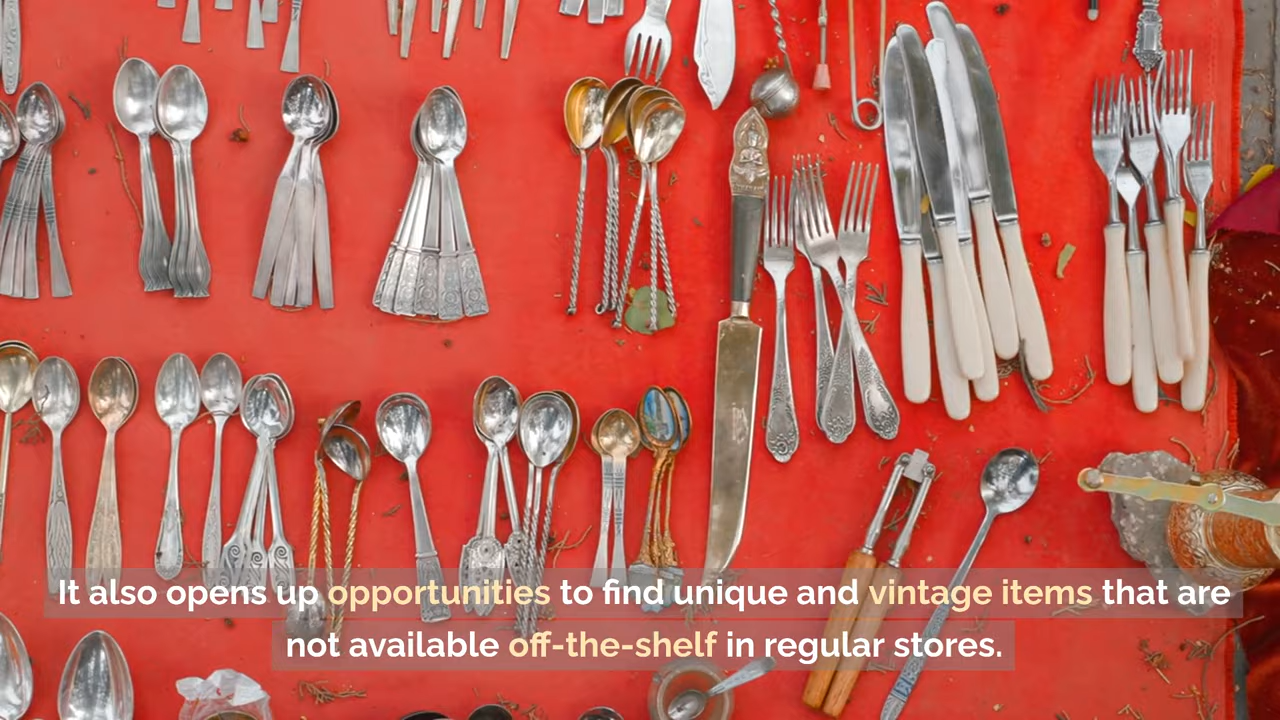 It also opens up opportunities to find unique and vintage items that are
not available off-the-shelf in regular stores.